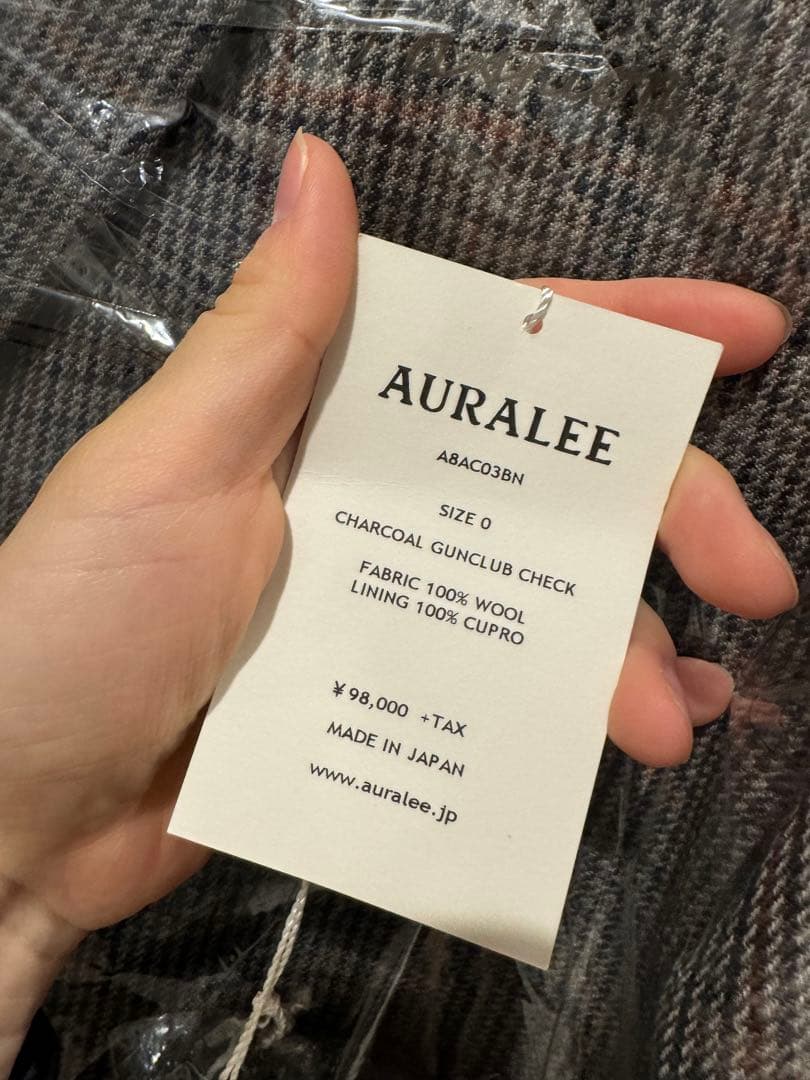 AURALEE
A8AC03BN
SIZE 0
CHARCOAL GUNCLUB CHECK
FABRIC 100% WOOL
LINING 100% CUPRO
¥98,000 +TAX
MADE IN JAPAN
www.auralee.jp